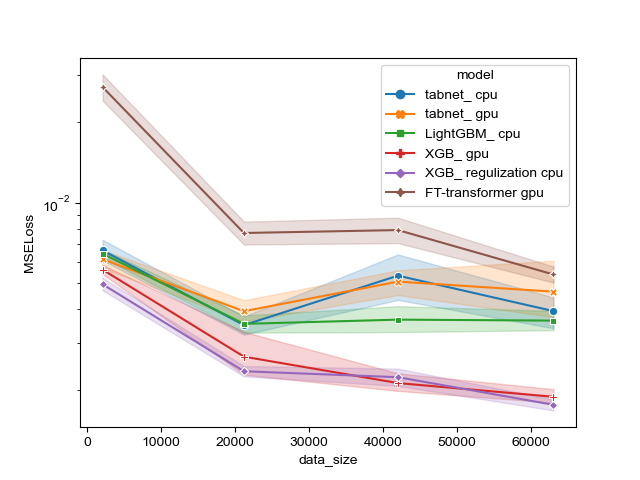 model
tabnet_ cpu
tabnet_ gpu
LightGBM_ cpu
XGB_ gpu
XGB_ regulization cpu
FT-transformer gpu
10⁻²
MSELoss
0 10000 20000 30000 40000 50000 60000
data_size